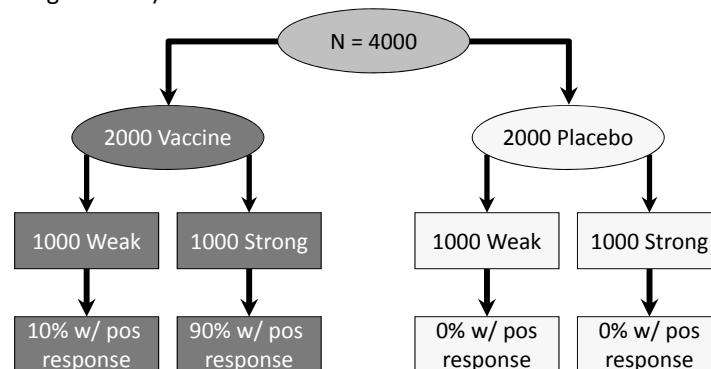 N = 4000
2000 Vaccine
2000 Placebo
1000 Weak
1000 Strong
1000 Weak
1000 Strong
10% w/ pos
response
90% w/ pos
response
0% w/ pos
response
0% w/ pos
response